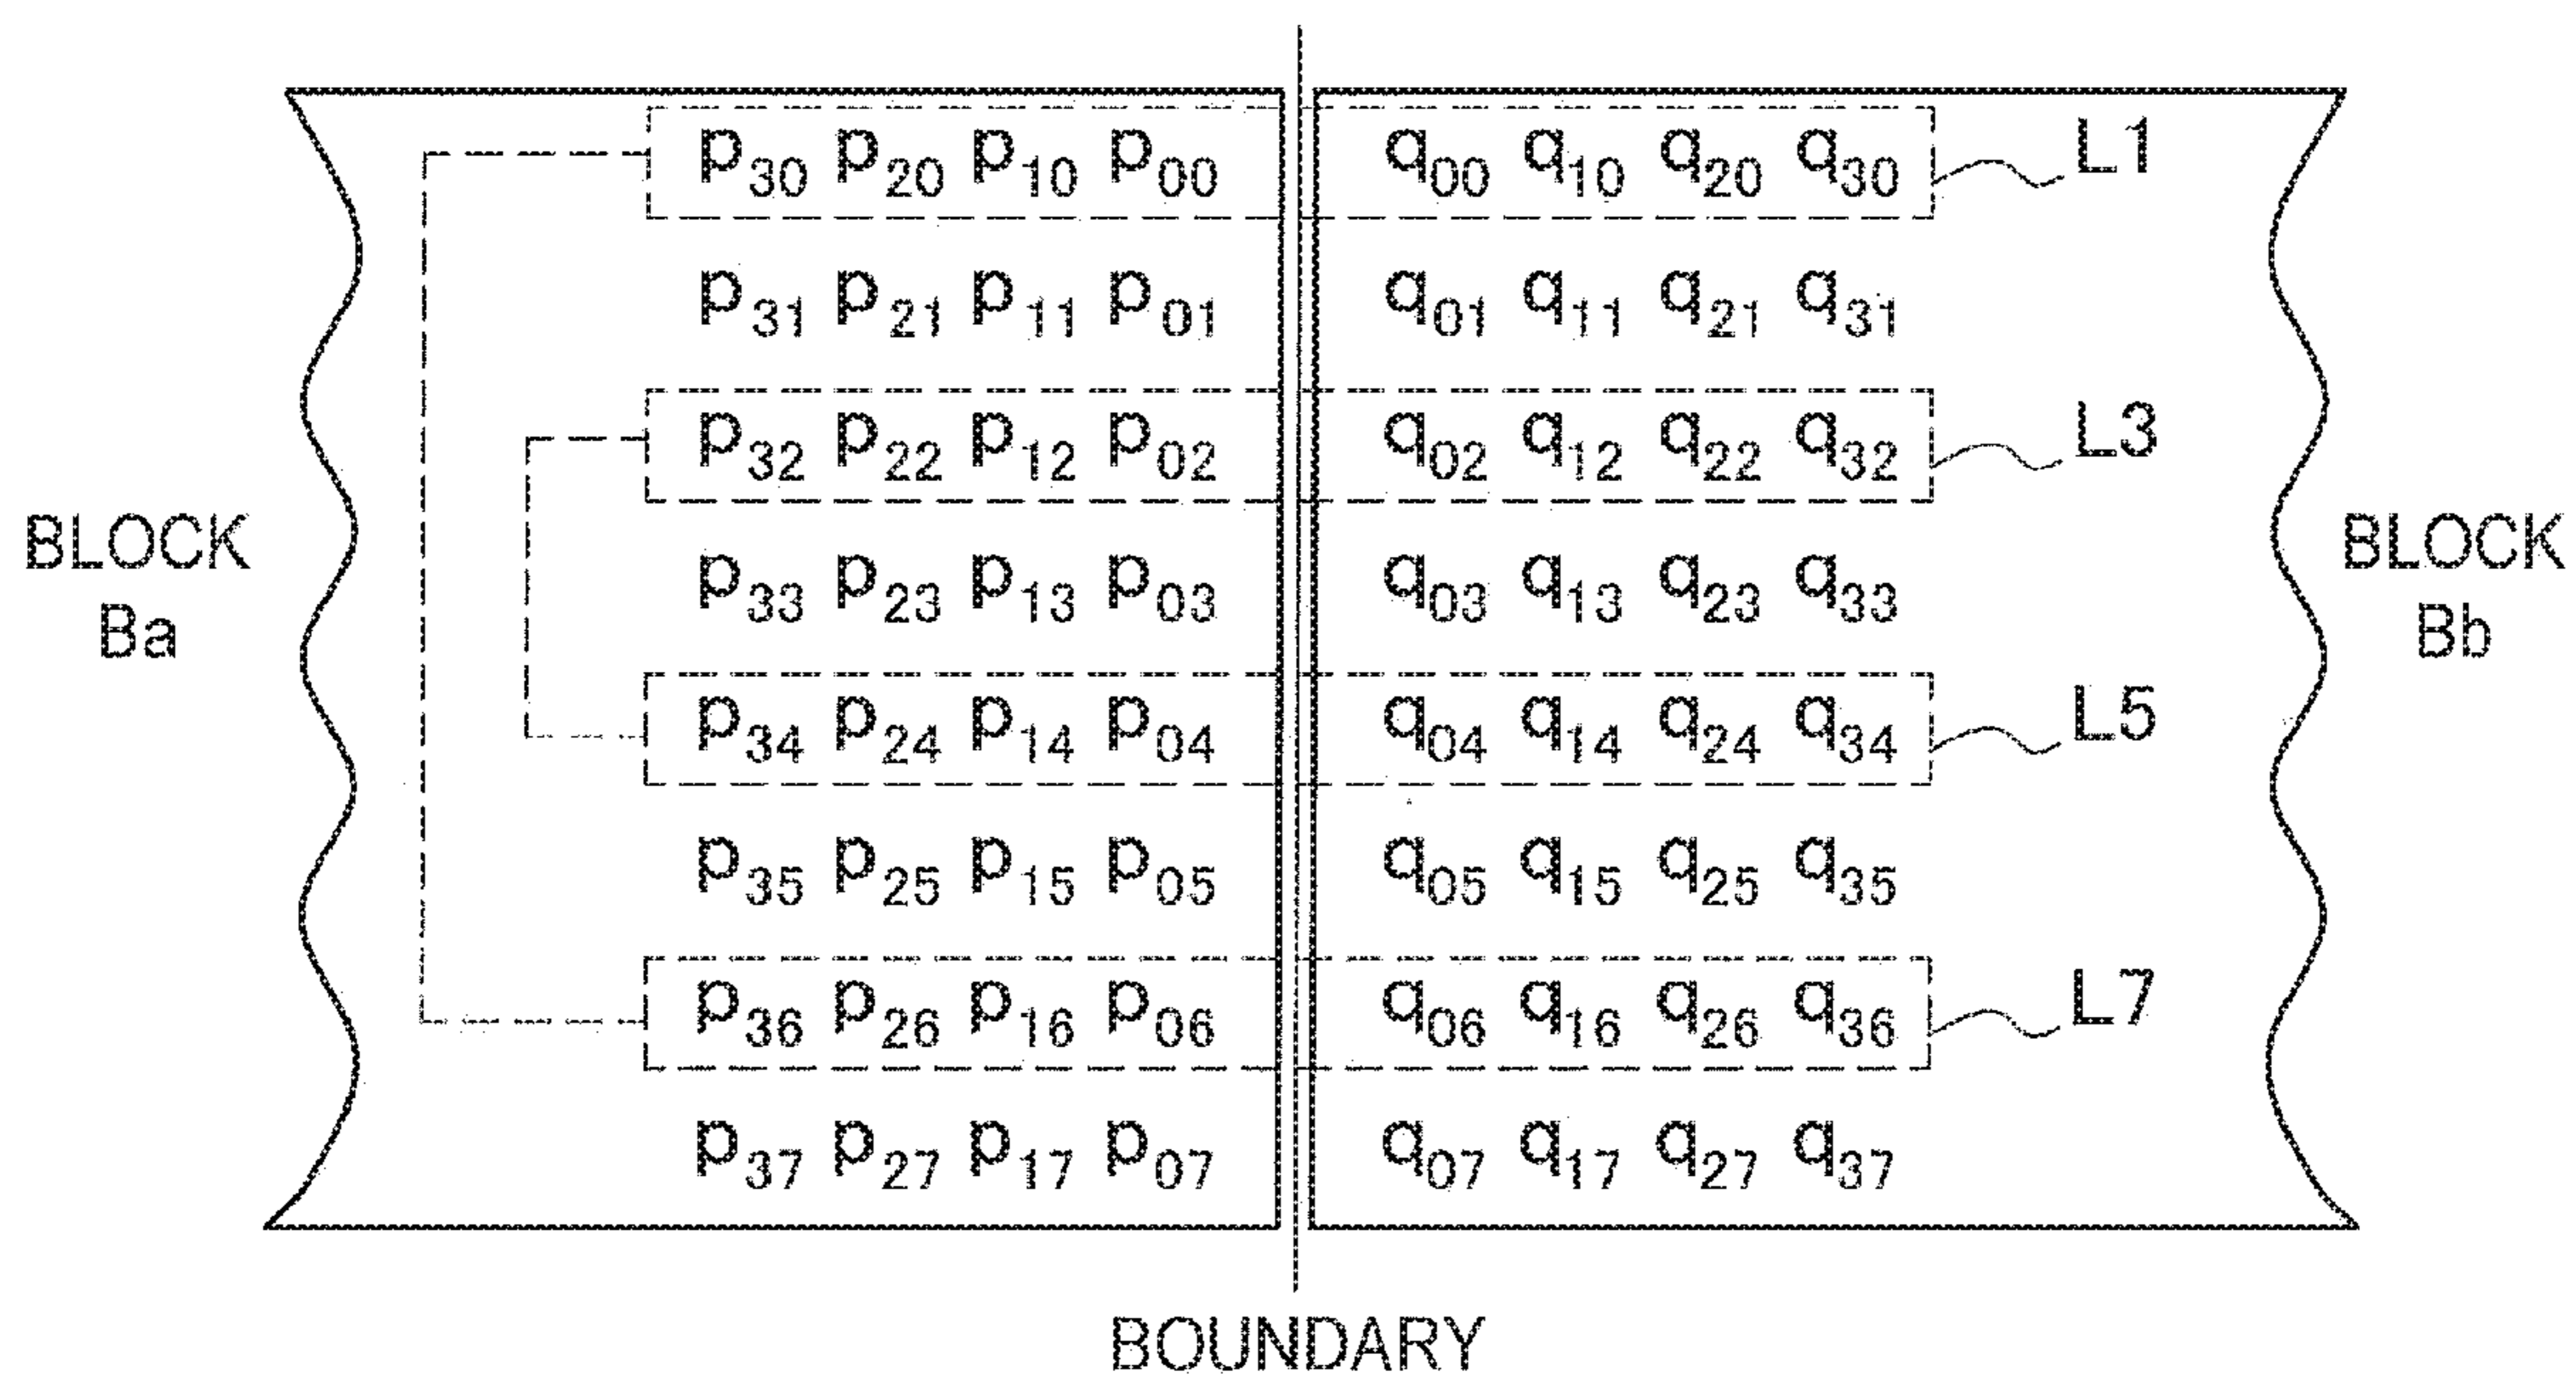 p30 p20 p10 p00 q00 q10 q20 q30 L1
p31 p21 p11 p01 q01 q11 q21 q31
p32 p22 p12 p02 q02 q12 q22 q32 L3
p33 p23 p13 p03 q03 q13 q23 q33
BLOCK Ba
BLOCK Bb
p34 p24 p14 p04 q04 q14 q24 q34 L5
p35 p25 p15 p05 q05 q15 q25 q35
p36 p26 p16 p06 q06 q16 q26 q36 L7
p37 p27 p17 p07 q07 q17 q27 q37
BOUNDARY